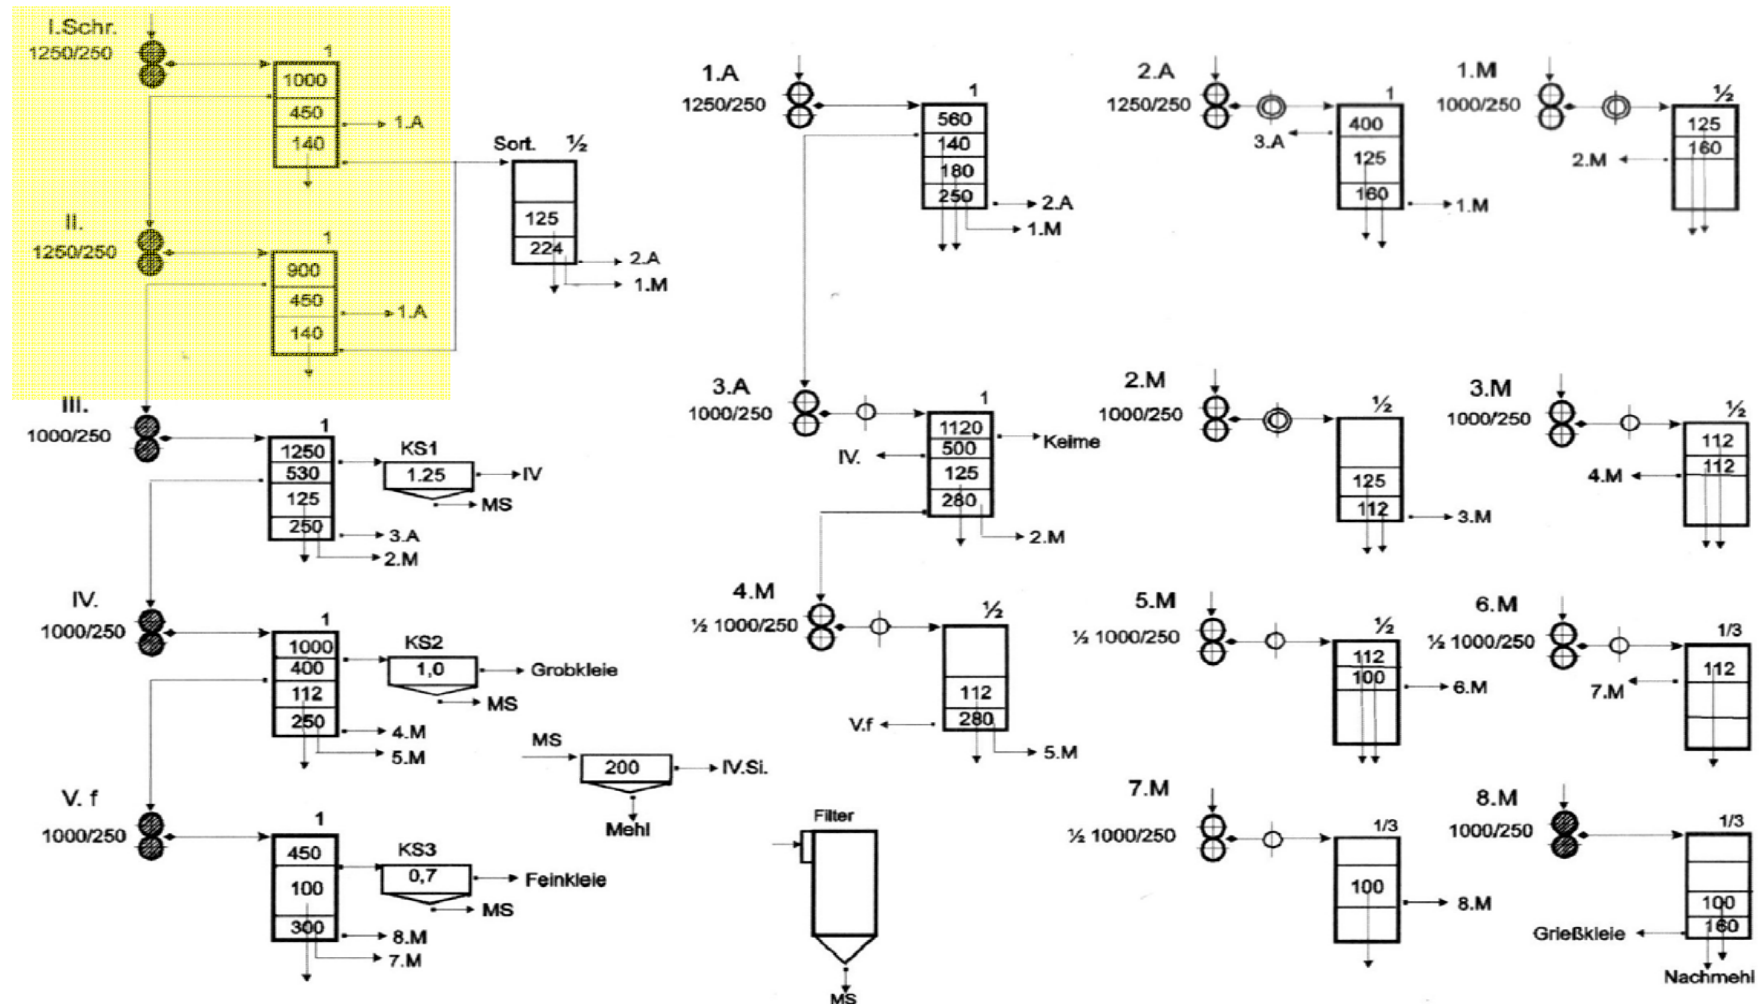 I.Schr.
1250/250
1
1000
450
1.A
140
II.
1250/250
1
900
450
1.A
140
Sort.
½
125
224
2.A
1.M
III.
1000/250
1
1250
530
125
250
KS1
1.25
IV
MS
3.A
2.M
IV.
1000/250
1
1000
400
112
250
KS2
1,0
Grobkleie
MS
4.M
5.M
V. f
1000/250
1
450
100
300
KS3
0,7
Feinkleie
MS
8.M
7.M
MS
200
IV.Si.
Mehl
Filter
MS
1.A
1250/250
1
560
140
180
250
2.A
1.M
2.A
1250/250
1
400
3.A
125
160
1.M
1.M
1000/250
½
125
160
2.M
3.A
1000/250
1
1120
Keime
500
IV.
125
280
2.M
2.M
1000/250
½
125
112
3.M
3.M
1000/250
½
112
112
4.M
4.M
½ 1000/250
½
112
280
V.f
5.M
5.M
½ 1000/250
½
112
100
6.M
6.M
½ 1000/250
1/3
112
7.M
7.M
½ 1000/250
1/3
100
8.M
8.M
1000/250
1/3
100
160
Grießkleie
Nachmehl